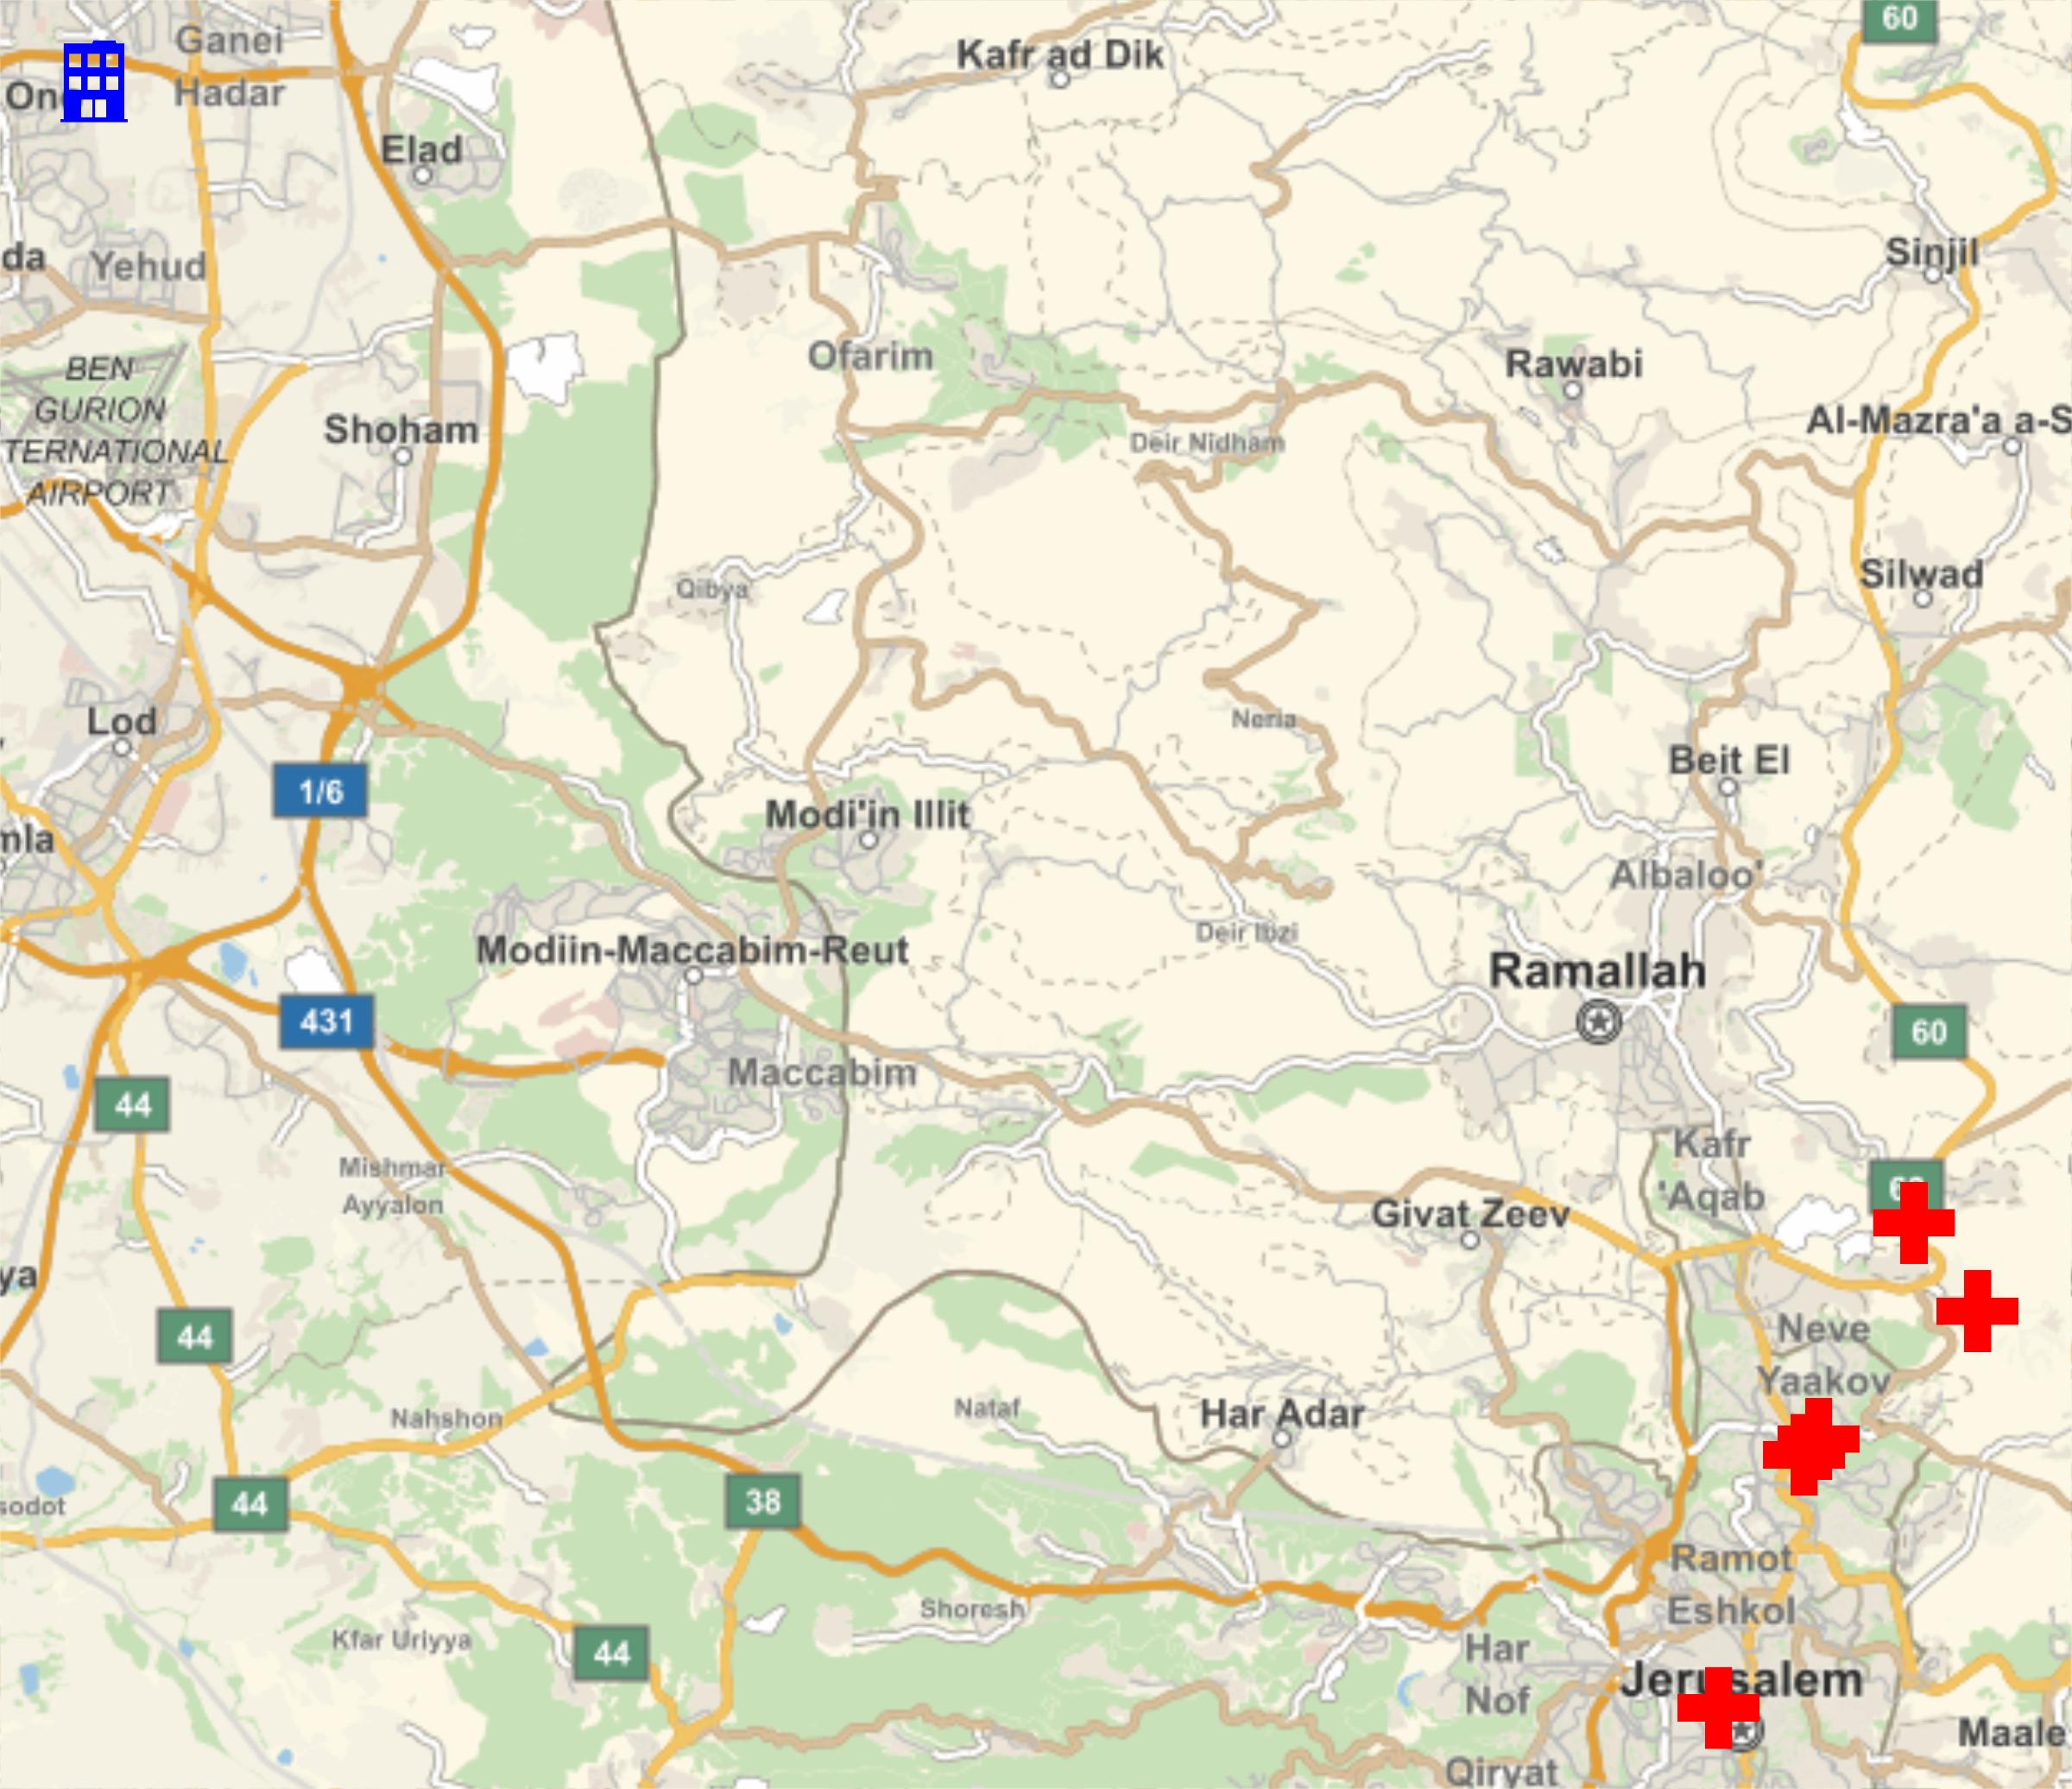 60
Ganei
Hadar
Kafr ad Dik
On
Elad
Sinjil
da
Yehud
Ofarim
Rawabi
BEN
GURION
TERNATIONAL
AIRPORT
Shoham
Al-Mazra'a a-S
Deir Nidham
Silwad
Qibya
Lod
Neria
Beit El
1/6
mla
Modi'in Illit
Albaloo'
Modiin-Maccabim-Reut
Deir Ibzi
Ramallah
431
60
Maccabim
44
Kafr
'Aqab
Mishmar
Ayyalon
Givat Zeev
ya
44
Neve
Yaakov
Nahshon
Nataf
Har Adar
44
38
sodot
Ramot
Eshkol
Shoresh
Kfar Uriyya
44
Har
Nof
Jerusalem
Maale
Qiryat